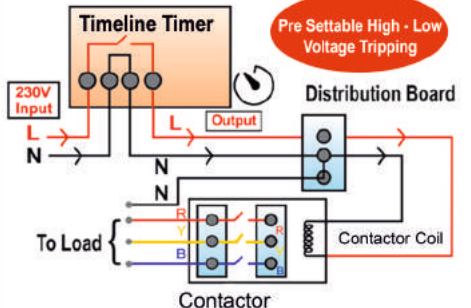 Timeline Timer
Pre Settable High - Low
Voltage Tripping
230V
Input
L
N
L
Output
Distribution Board
N
N
To Load
R
Y
B
R
Y
B
Contactor Coil
Contactor